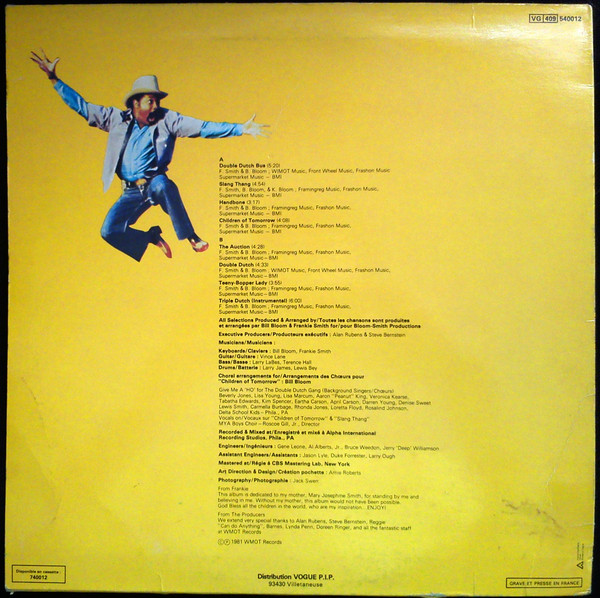 VG 409 540012
A
Double Dutch Bus (5:20)
F. Smith & B. Bloom ; WIMOT Music, Front Wheel Music, Frashon Music,
Supermarket Music – BMI
Slang Thang (4:54)
F. Smith, B. Bloom, & K. Bloom ; Framingreg Music, Frashon Music,
Supermarket Music – BMI
Handbone (3:17)
F. Smith & B. Bloom ; Framingreg Music, Frashon Music,
Supermarket Music – BMI
Children of Tomorrow (4:08)
F. Smith & B. Bloom ; Framingreg Music, Frashon Music,
Supermarket Music – BMI
B
The Auction (4:28)
F. Smith & B. Bloom ; Framingreg Music, Frashon Music,
Supermarket Music – BMI
Double Dutch (4:33)
F. Smith & B. Bloom ; WIMOT Music, Front Wheel Music, Frashon Music,
Supermarket Music – BMI
Teeny-Bopper Lady (3:55)
F. Smith & B. Bloom ; Framingreg Music, Frashon Music,
Supermarket Music – BMI
Triple Dutch (Instrumental) (6:00)
F. Smith & B. Bloom ; Framingreg Music, Frashon Music,
Supermarket Music – BMI
All Selections Produced & Arranged by/Toutes les chansons sont produites
et arrangées par Bill Bloom & Frankie Smith for/pour Bloom-Smith Productions
Executive Producers/Producteurs exécutifs : Alan Rubens & Steve Bernstein
Musicians/Musiciens :
Keyboards/Claviers : Bill Bloom, Frankie Smith
Guitar/Guitare : Vince Lane
Bass/Basse : Larry LaBes, Terence Hall
Drums/Batterie : Larry James, Lewis Bey
Choral arrangements for/Arrangements des Chœurs pour
"Children of Tomorrow" : Bill Bloom
Give Me A "HO" for The Double Dutch Gang (Background Singers/Chœurs)
Beverly Jones, Lisa Young, Lisa Marcum, Aaron "Pearut" King, Veronica Kearse,
Tabatha Edwards, Kim Spencer, Eartha Carson, April Carson, Darren Young, Denise Sweet
Lewis Smith, Carmella Burbage, Rhonda Jones, Loretta Floyd, Rosalind Johnson,
Delta School Kids – Phila., PA
Vocals on/Vocaux sur "Children of Tomorrow" & "Slang Thang"
MYA Boys Choir – Roscoe Gill, Jr., Director
Recorded & Mixed at/Enregistré et mixé à Alpha International
Recording Studios, Phila., PA
Engineers/Ingénieurs : Gene Leone, Al Alberts, Jr., Bruce Weedon, Jerry 'Deep' Williamson
Assistant Engineers/Assistants : Jason Lyle, Duke Forrester, Larry Dugh
Mastered at/Régie à CBS Mastering Lab, New York
Art Direction & Design/Création pochette : Arlice Roberts
Photography/Photographie : Jack Swen
From Frankie
This album is dedicated to my mother, Mary Josephine Smith, for standing by me and
believing in me. Without my mother, this album would not have been possible.
God Bless all the children in the world, who are my inspiration...ENJOY!
From The Producers
We extend very special thanks to Alan Rubens, Steve Bernstein, Reggie
"Can do Anything", Barnes, Lynda Perin, Doreen Ringer, and all the fantastic staff
at WMOT Records
© Ⓟ 1981 WMOT Records
Disponible en cassette :
740012
Distribution VOGUE P.I.P.
93430 Villetaneuse
GRAVE ET PRESSE EN FRANCE